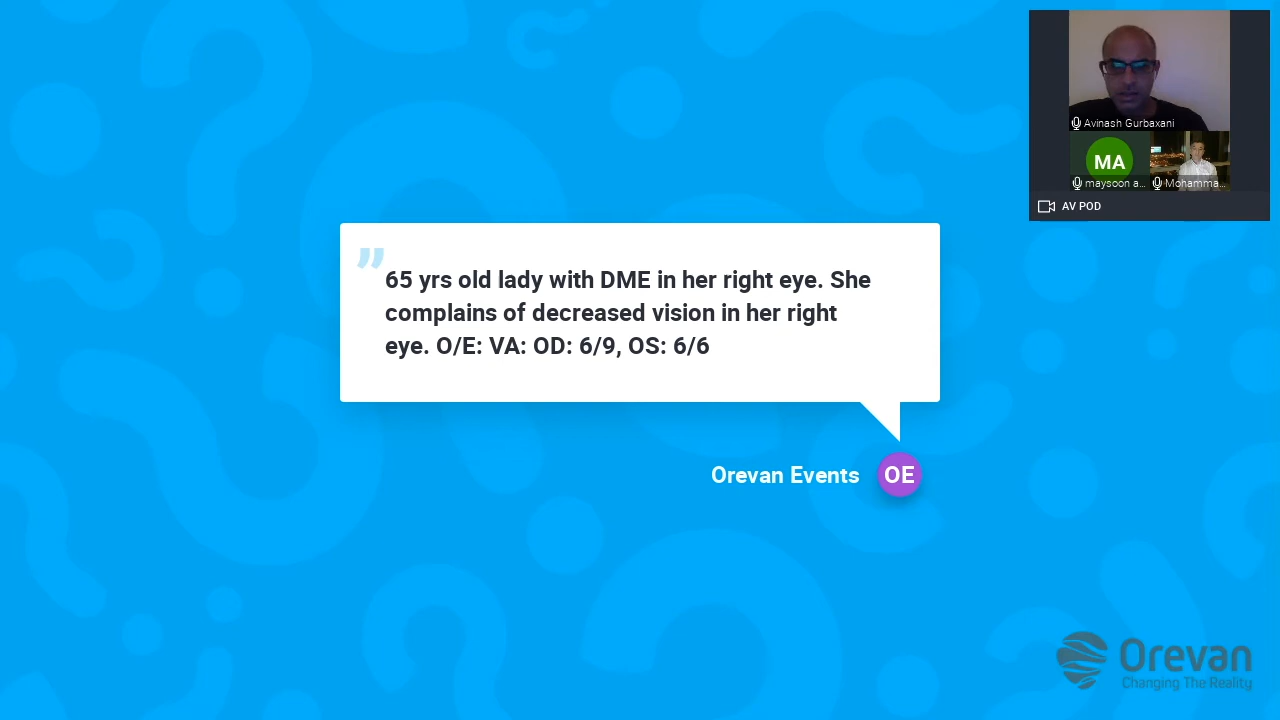 Avinash Gurbaxani
MA
maysoon a...
Mohamma...
AV POD
” 65 yrs old lady with DME in her right eye. She
complains of decreased vision in her right
eye. O/E: VA: OD: 6/9, OS: 6/6
Orevan Events
OE
Orevan
Changing The Reality